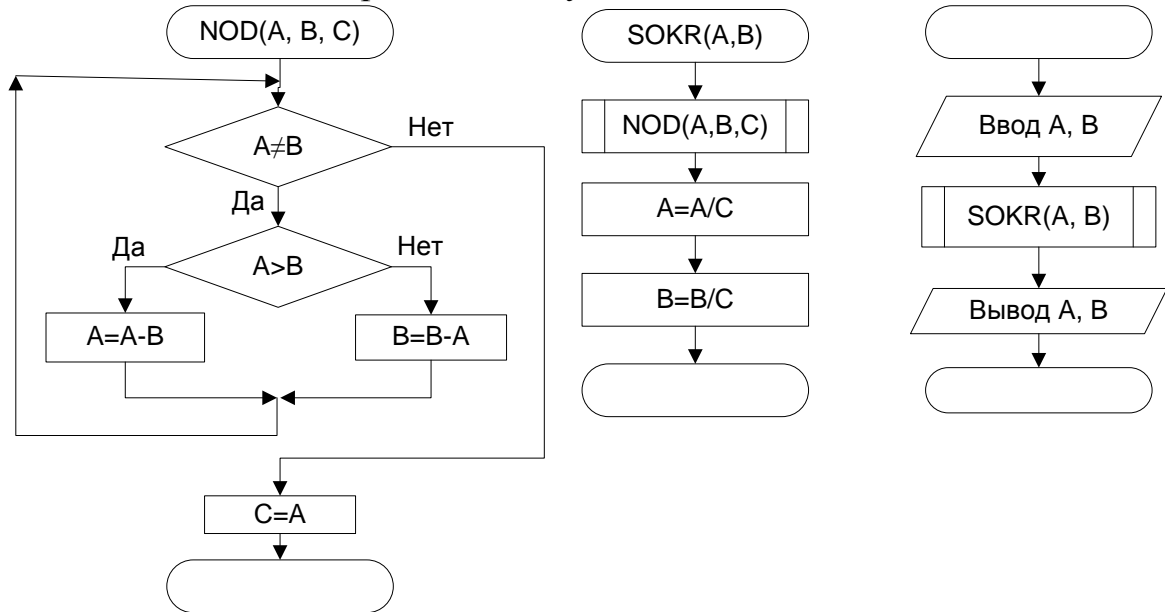 NOD(A, B, C)
A≠B
Нет
Да
A>B
Да
Нет
A=A-B
B=B-A
C=A
SOKR(A,B)
NOD(A,B,C)
A=A/C
B=B/C
Ввод A, B
SOKR(A, B)
Вывод A, B